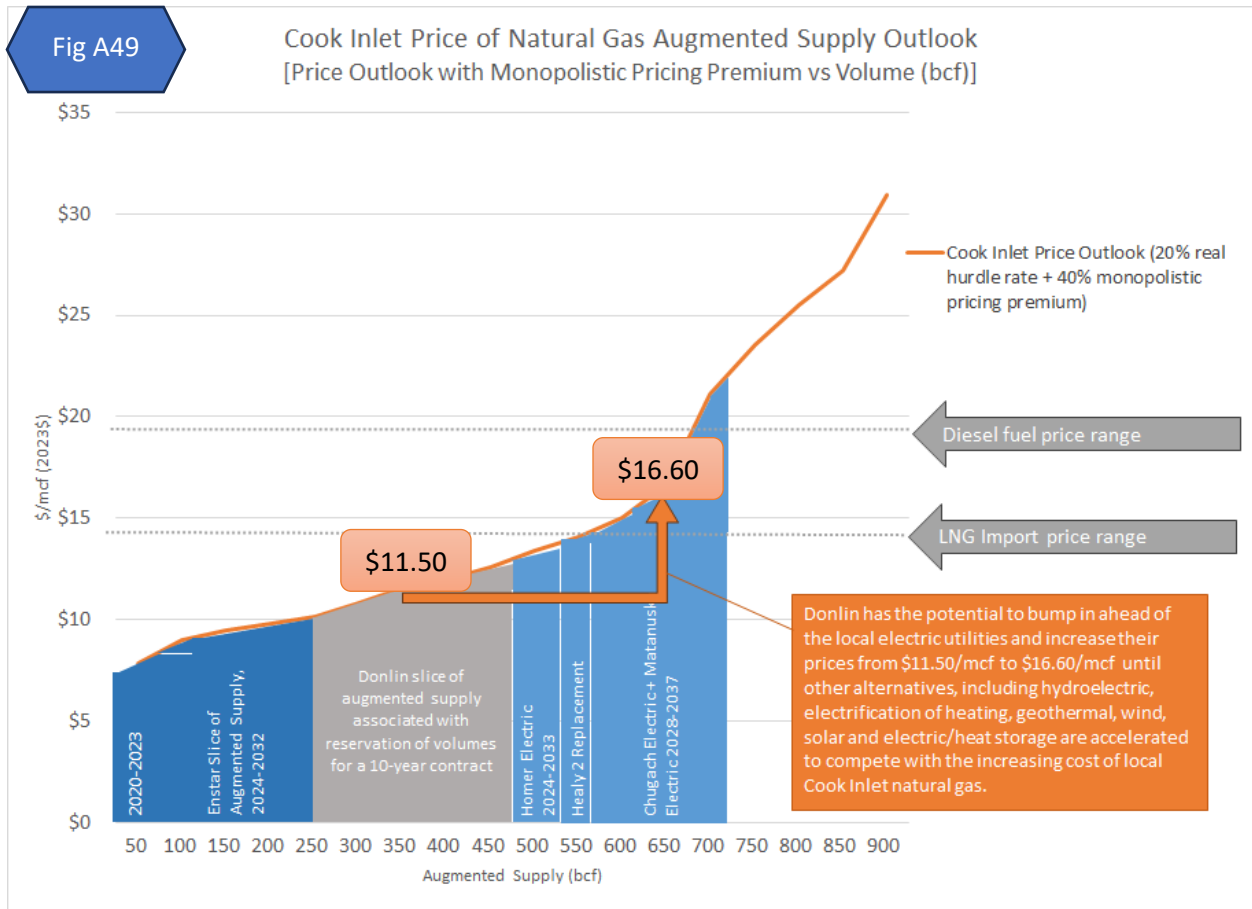 Fig A49
Cook Inlet Price of Natural Gas Augmented Supply Outlook
[Price Outlook with Monopolistic Pricing Premium vs Volume (bcf)]
$35
$30
$25
$20
$15
$10
$5
$0
$/mcf (2023$)
Cook Inlet Price Outlook (20% real
hurdle rate + 40% monopolistic
pricing premium)
Diesel fuel price range
LNG Import price range
$16.60
$11.50
Donlin has the potential to bump in ahead of
the local electric utilities and increase their
prices from $11.50/mcf to $16.60/mcf until
other alternatives, including hydroelectric,
electrification of heating, geothermal, wind,
solar and electric/heat storage are accelerated
to compete with the increasing cost of local
Cook Inlet natural gas.
2020-2023
Enstar Slice of
Augmented Supply,
2024-2032
Donlin slice of
augmented supply
associated with
reservation of volumes
for a 10-year contract
Homer Electric
2024-2033
Healy 2 Replacement
Chugach Electric + Matanusk
Electric 2028-2037
50 100 150 200 250 300 350 400 450 500 550 600 650 700 750 800 850 900
Augmented Supply (bcf)